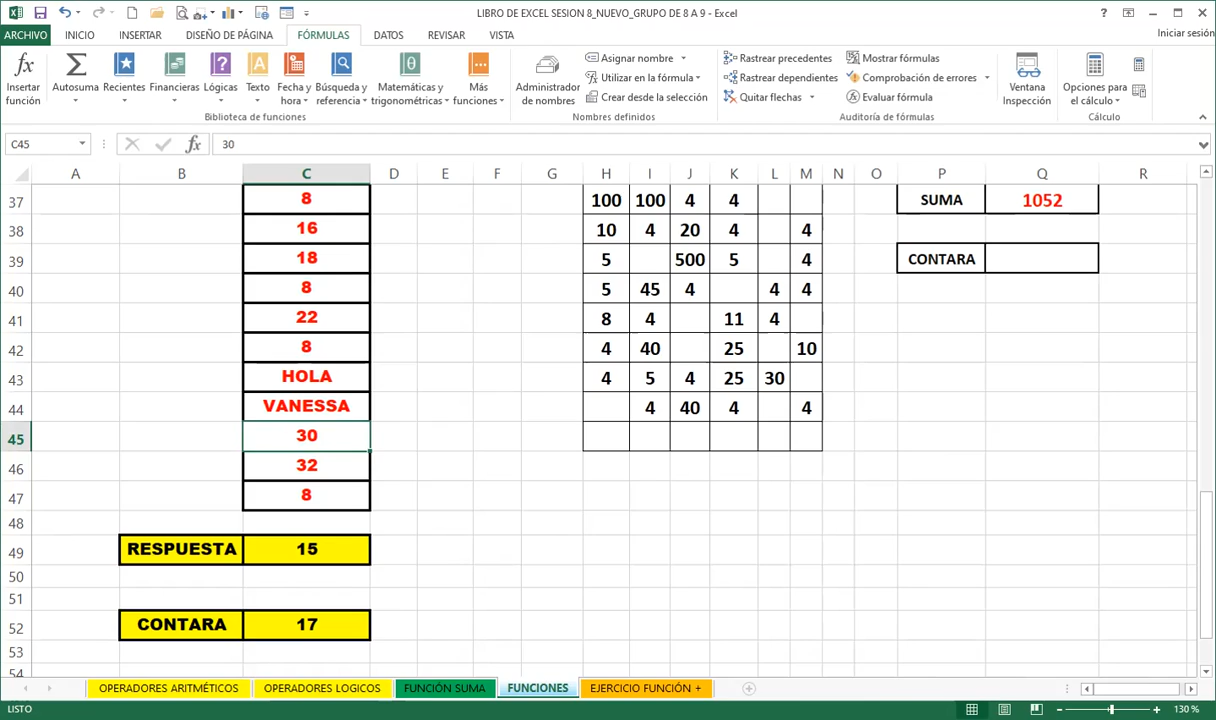 LIBRO DE EXCEL SESION 8_NUEVO_GRUPO DE 8 A 9 - Excel
ARCHIVO INICIO INSERTAR DISEÑO DE PÁGINA FÓRMULAS DATOS REVISAR VISTA Iniciar sesión
Insertar función
Autosuma
Recientes
Financieras
Lógicas
Texto
Fecha y hora
Búsqueda y referencia
Matemáticas y trigonométricas
Más funciones
Biblioteca de funciones
Administrador de nombres
Asignar nombre
Utilizar en la fórmula
Crear desde la selección
Nombres definidos
Rastrear precedentes
Rastrear dependientes
Quitar flechas
Mostrar fórmulas
Comprobación de errores
Evaluar fórmula
Auditoría de fórmulas
Ventana Inspección
Opciones para el cálculo
Cálculo
C45 fx 30
A B C D E F G H I J K L M N O P Q R
37 8 100 100 4 4 SUMA 1052
38 16 10 4 20 4 4
39 18 5 500 5 4 CONTARA
40 8 5 45 4 4 4
41 22 8 4 11 4
42 8 4 40 25 10
43 HOLA 4 5 4 25 30
44 VANESSA 4 40 4 4
45 30
46 32
47 8
48
49 RESPUESTA 15
50
51
52 CONTARA 17
53
54
OPERADORES ARITMÉTICOS OPERADORES LOGICOS FUNCIÓN SUMA FUNCIONES EJERCICIO FUNCIÓN +
LISTO 130 %